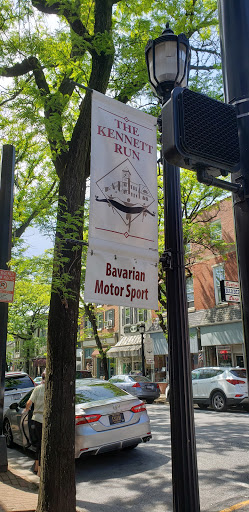 THE
KENNETT
RUN
Bavarian
Motor Sport